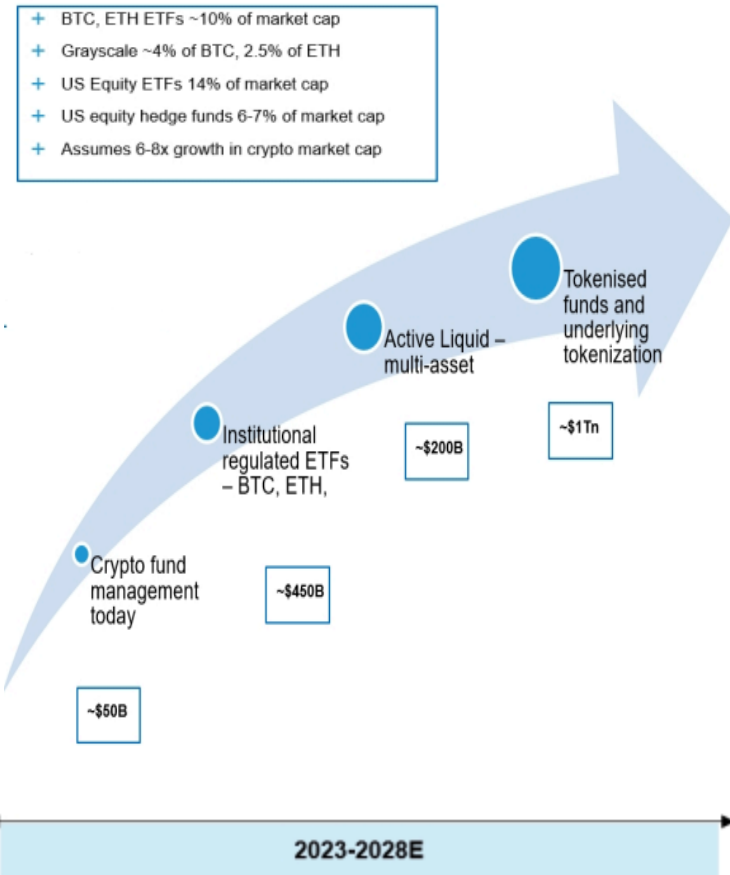 + BTC, ETH ETFs ~10% of market cap
+ Grayscale ~4% of BTC, 2.5% of ETH
+ US Equity ETFs 14% of market cap
+ US equity hedge funds 6-7% of market cap
+ Assumes 6-8x growth in crypto market cap
Tokenised
funds and
underlying
tokenization
Active Liquid –
multi-asset
~$1Tn
~$200B
Institutional
regulated ETFs
– BTC, ETH,
~$450B
Crypto fund
management
today
~$50B
2023-2028E